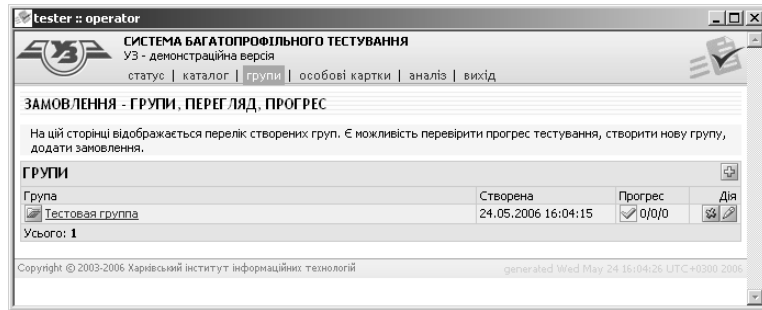 tester :: operator
УЗ
СИСТЕМА БАГАТОПРОФІЛЬНОГО ТЕСТУВАННЯ
УЗ - демонстраційна версія
статус | каталог | групи | особові картки | аналіз | вихід
ЗАМОВЛЕННЯ - ГРУПИ, ПЕРЕГЛЯД, ПРОГРЕС
На цій сторінці відображається перелік створених груп. Є можливість перевірити прогрес тестування, створити нову групу,
додати замовлення.
ГРУПИ
Група Створена Прогрес Дія
Тестовая группа 24.05.2006 16:04:15 0/0/0
Усього: 1
Copyright © 2003-2006 Харківський інститут інформаційних технологій generated Wed May 24 16:04:26 UTC+0300 2006